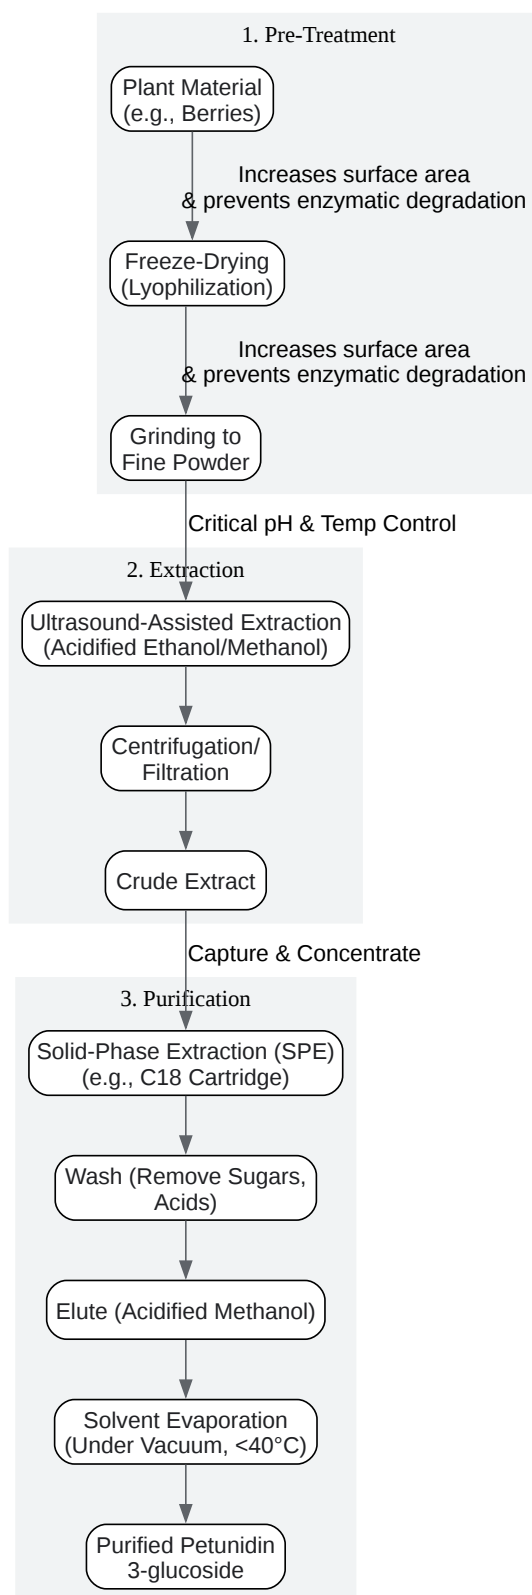 1. Pre-Treatment
Plant Material
(e.g., Berries)
Increases surface area
& prevents enzymatic degradation
Freeze-Drying
(Lyophilization)
Increases surface area
& prevents enzymatic degradation
Grinding to
Fine Powder
Critical pH & Temp Control
2. Extraction
Ultrasound-Assisted Extraction
(Acidified Ethanol/Methanol)
Centrifugation/
Filtration
Crude Extract
Capture & Concentrate
3. Purification
Solid-Phase Extraction (SPE)
(e.g., C18 Cartridge)
Wash (Remove Sugars,
Acids)
Elute (Acidified Methanol)
Solvent Evaporation
(Under Vacuum, <40°C)
Purified Petunidin
3-glucoside